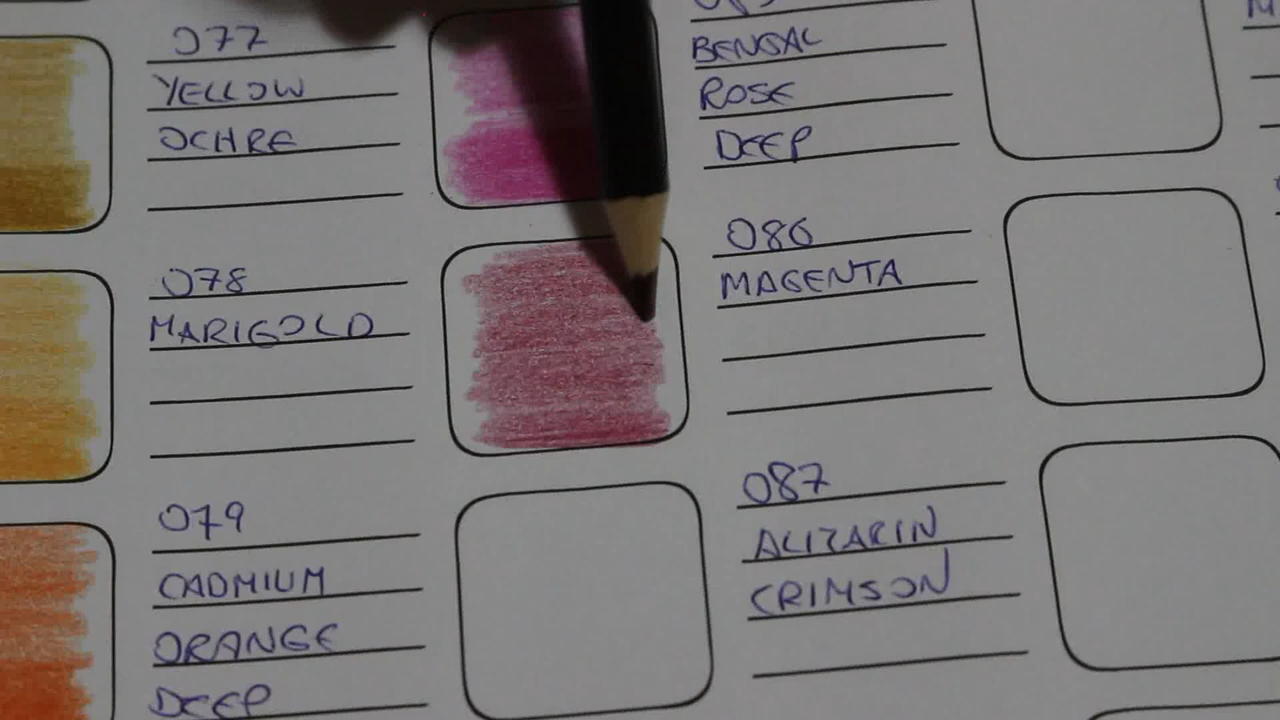 077
YELLOW
OCHRE
078
MARIGOLD
079
CADMIUM
ORANGE
DEEP
BENGAL
ROSE
DEEP
086
MAGENTA
087
ALIZARIN
CRIMSON